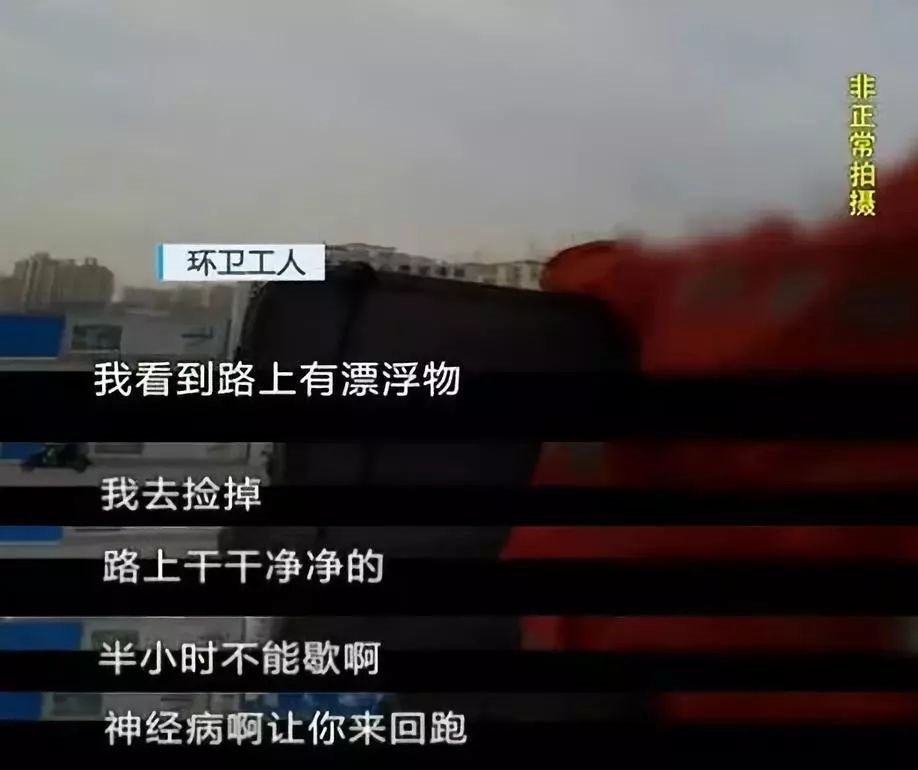 非正常拍摄
环卫工人
我看到路上有漂浮物
我去捡掉
路上干干净净的
半小时不能歇啊
神经病啊让你来回跑